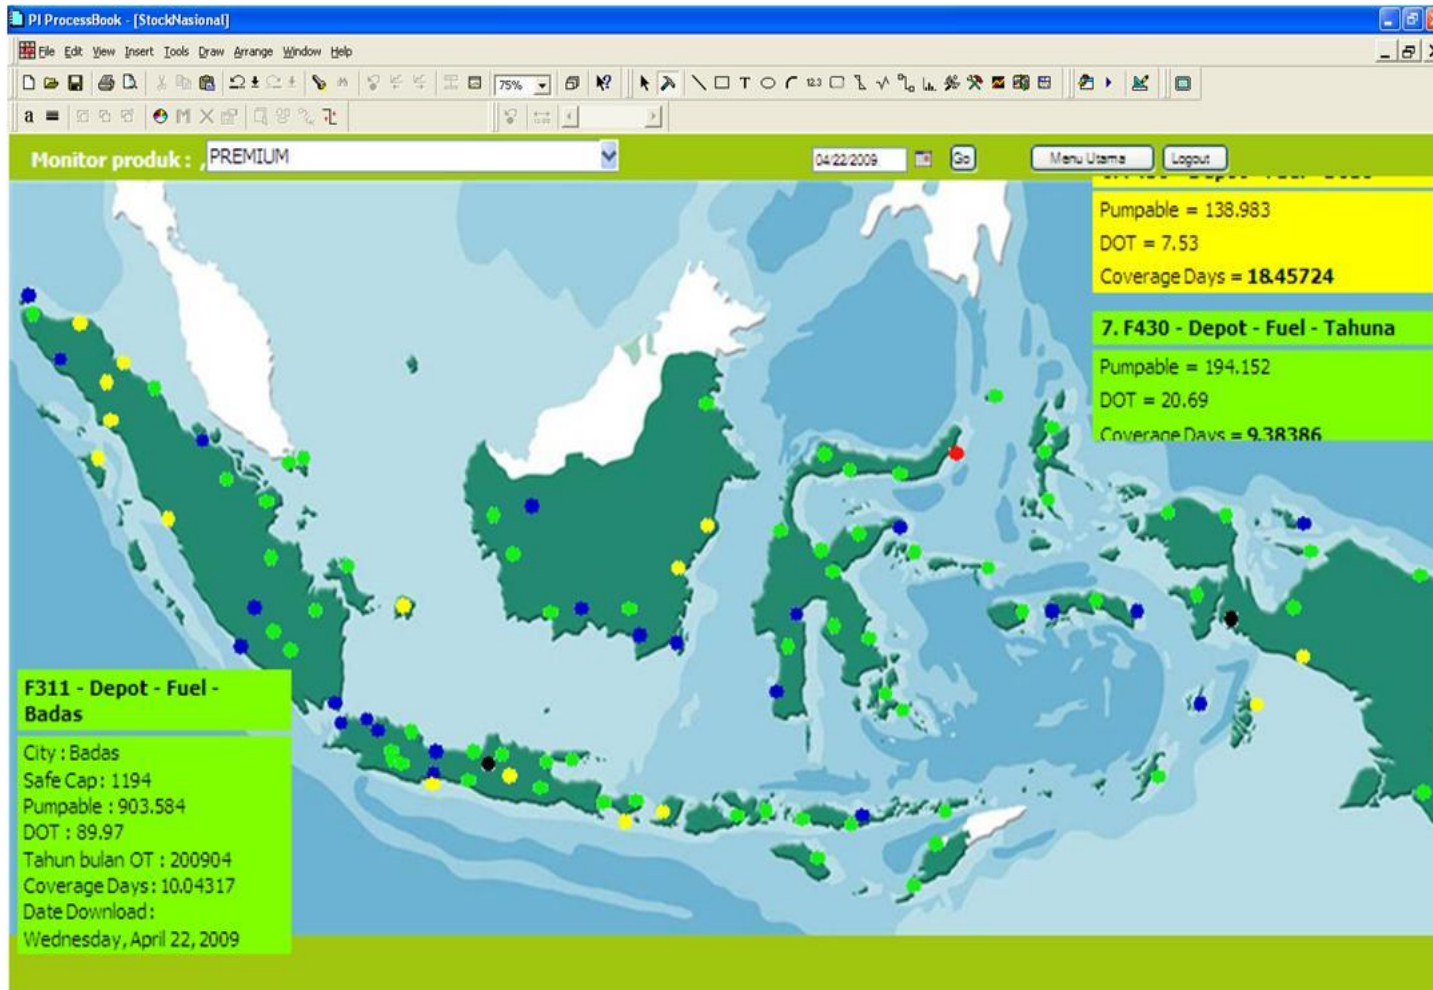 PI ProcessBook - [StockNasional]
File Edit View Insert Tools Draw Arrange Window Help
75%
Monitor produk :
PREMIUM
04/22/2009
Go
Menu Utama
Logout
Pumpable = 138.983
DOT = 7.53
Coverage Days = 18.45724
7. F430 - Depot - Fuel - Tahuna
Pumpable = 194.152
DOT = 20.69
Coverage Days = 9.38386
F311 - Depot - Fuel -
Badas
City : Badas
Safe Cap : 1194
Pumpable : 903.584
DOT : 89.97
Tahun bulan OT : 200904
Coverage Days : 10.04317
Date Download :
Wednesday, April 22, 2009